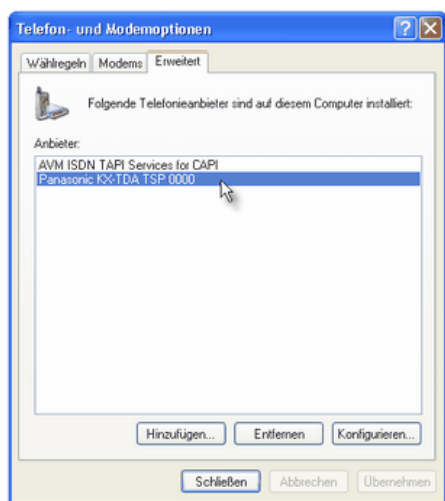 Telefon- und Modemoptionen
Wählregeln Modems Erweitert
Folgende Telefonieanbieter sind auf diesem Computer installiert:
Anbieter:
AVM ISDN TAPI Services for CAPI
Panasonic KX-TDA TSP 0000
Hinzufügen... Entfernen Konfigurieren...
Schließen Abbrechen Übernehmen